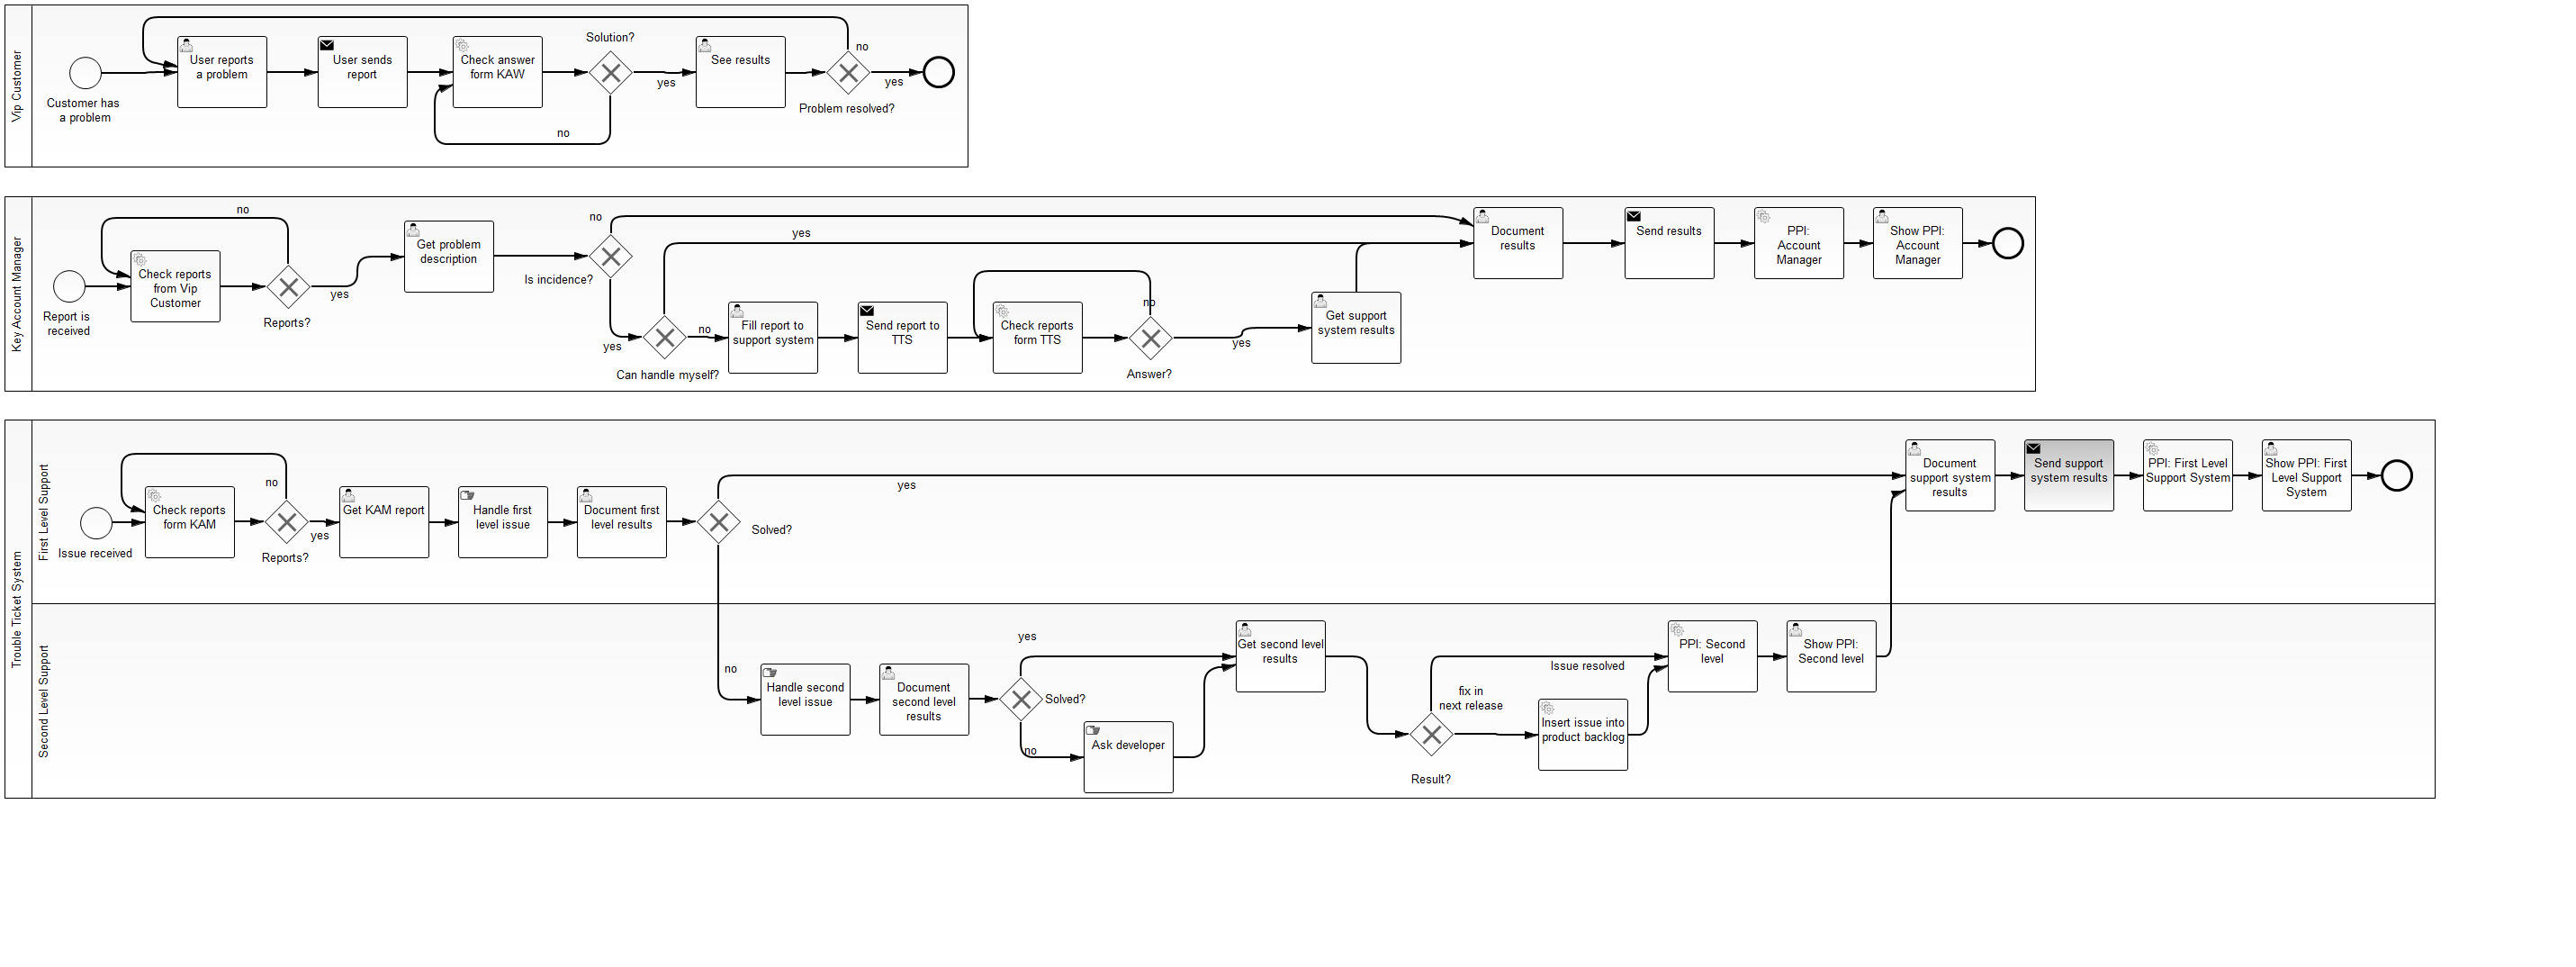 Vip Customer
Customer has
a problem
User reports
a problem
User sends
report
Check answer
form KAW
Solution?
yes
no
See results
no
yes
Problem resolved?
Key Account Manager
Report is
received
no
Check reports
from Vip
Customer
Reports?
yes
Get problem
description
Is incidence?
no
yes
Can handle myself?
yes
no
Fill report to
support system
Send report to
TTS
Check reports
form TTS
no
Answer?
yes
Get support
system results
Document
results
Send results
PPI:
Account
Manager
Show PPI:
Account
Manager
Trouble Ticket System
First Level Support
Issue received
Check reports
form KAM
no
Reports?
yes
Get KAM report
Handle first
level issue
Document first
level results
Solved?
yes
Document
support system
results
Send support
system results
PPI: First Level
Support System
Show PPI: First
Level Support
System
Second Level Support
no
Handle second
level issue
Document
second level
results
yes
Solved?
no
Ask developer
Get second level
results
Result?
Issue resolved
fix in
next release
Insert issue into
product backlog
PPI: Second
level
Show PPI:
Second level